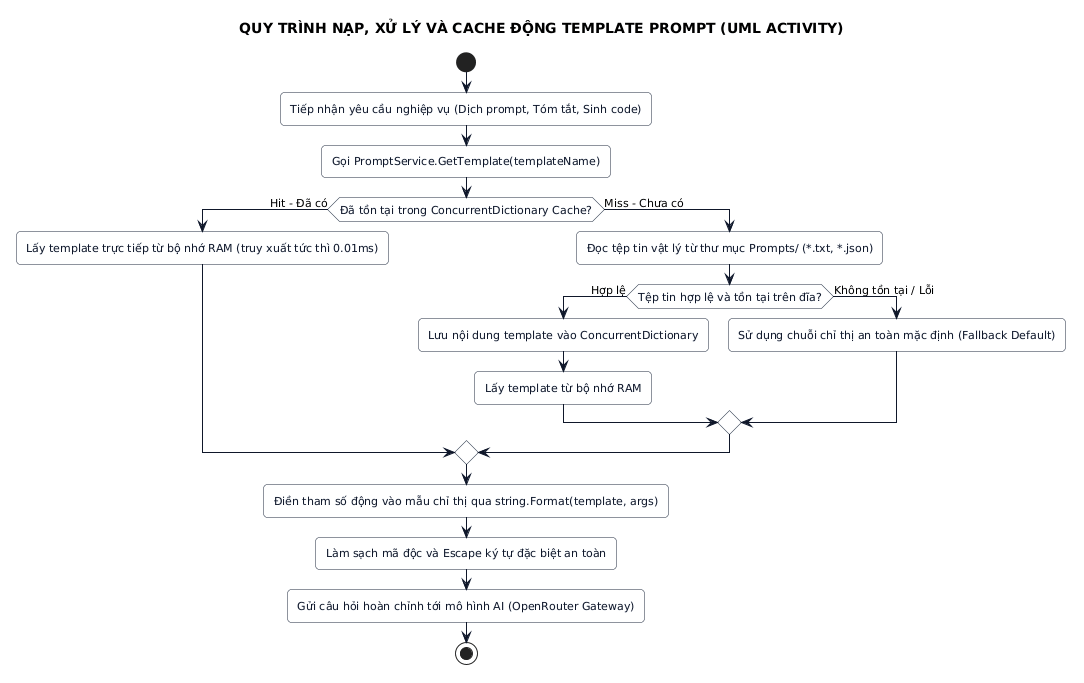 QUY TRÌNH NẠP, XỬ LÝ VÀ CACHE ĐỘNG TEMPLATE PROMPT (UML ACTIVITY)
Tiếp nhận yêu cầu nghiệp vụ (Dịch prompt, Tóm tắt, Sinh code)
Gọi PromptService.GetTemplate(templateName)
Hit - Đã có
Đã tồn tại trong ConcurrentDictionary Cache?
Miss - Chưa có
Lấy template trực tiếp từ bộ nhớ RAM (truy xuất tức thì 0.01ms)
Đọc tệp tin vật lý từ thư mục Prompts/ (*.txt, *.json)
Hợp lệ
Tệp tin hợp lệ và tồn tại trên đĩa?
Không tồn tại / Lỗi
Lưu nội dung template vào ConcurrentDictionary
Sử dụng chuỗi chỉ thị an toàn mặc định (Fallback Default)
Lấy template từ bộ nhớ RAM
Điền tham số động vào mẫu chỉ thị qua string.Format(template, args)
Làm sạch mã độc và Escape ký tự đặc biệt an toàn
Gửi câu hỏi hoàn chỉnh tới mô hình AI (OpenRouter Gateway)